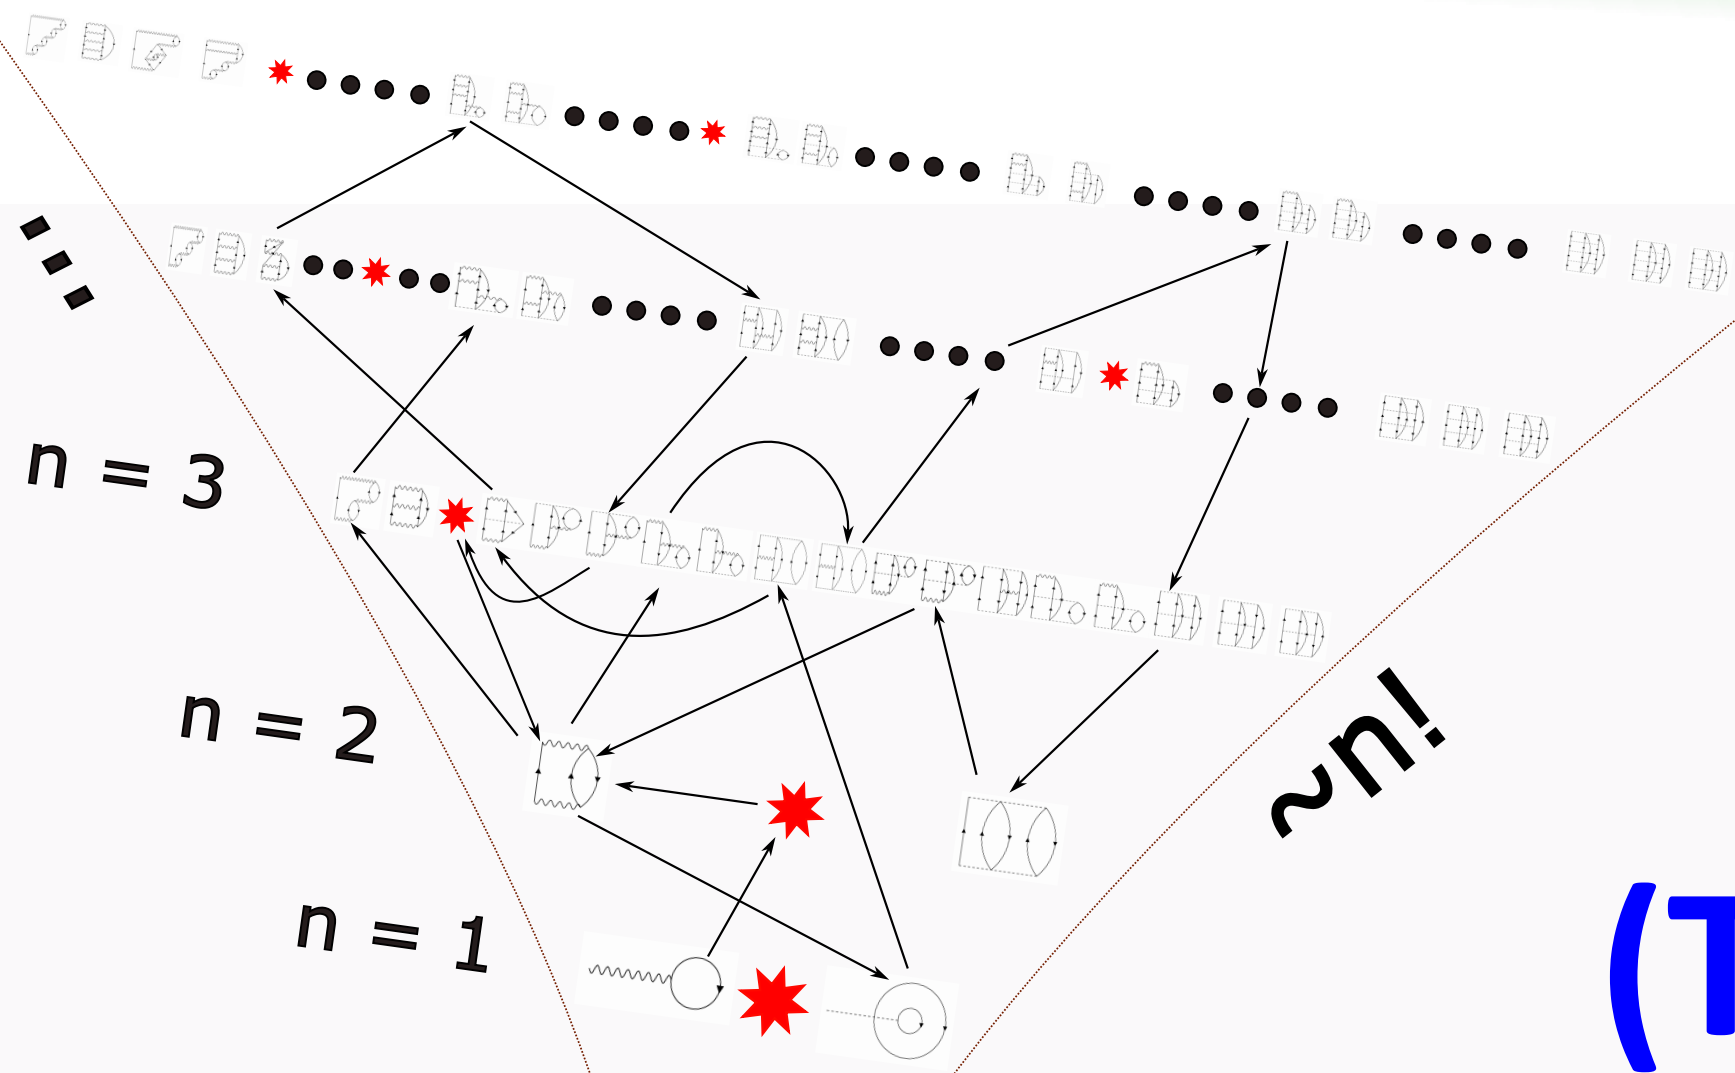 n = 3
n = 2
n = 1
~n!
(T